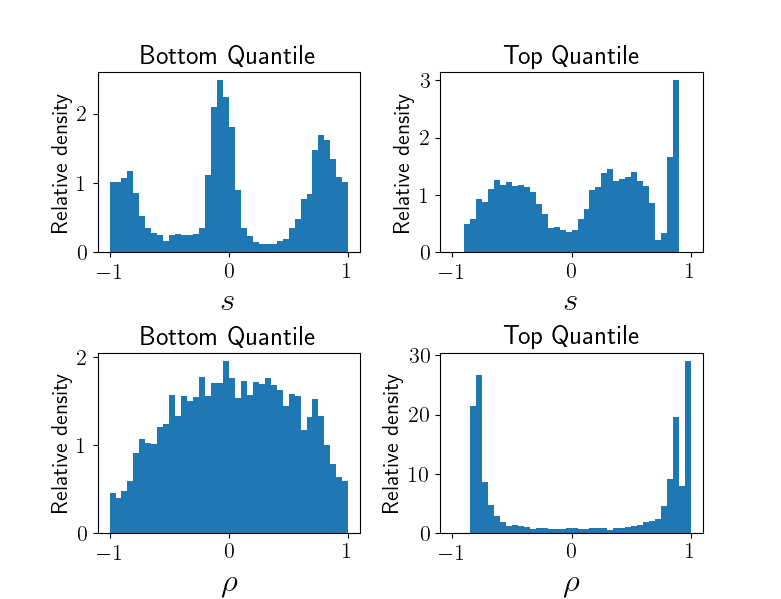 Bottom Quantile
Relative density
0
1
2
−1
0
1
s
Top Quantile
Relative density
0
1
2
3
−1
0
1
s
Bottom Quantile
Relative density
0
1
2
−1
0
1
ρ
Top Quantile
Relative density
0
10
20
30
−1
0
1
ρ